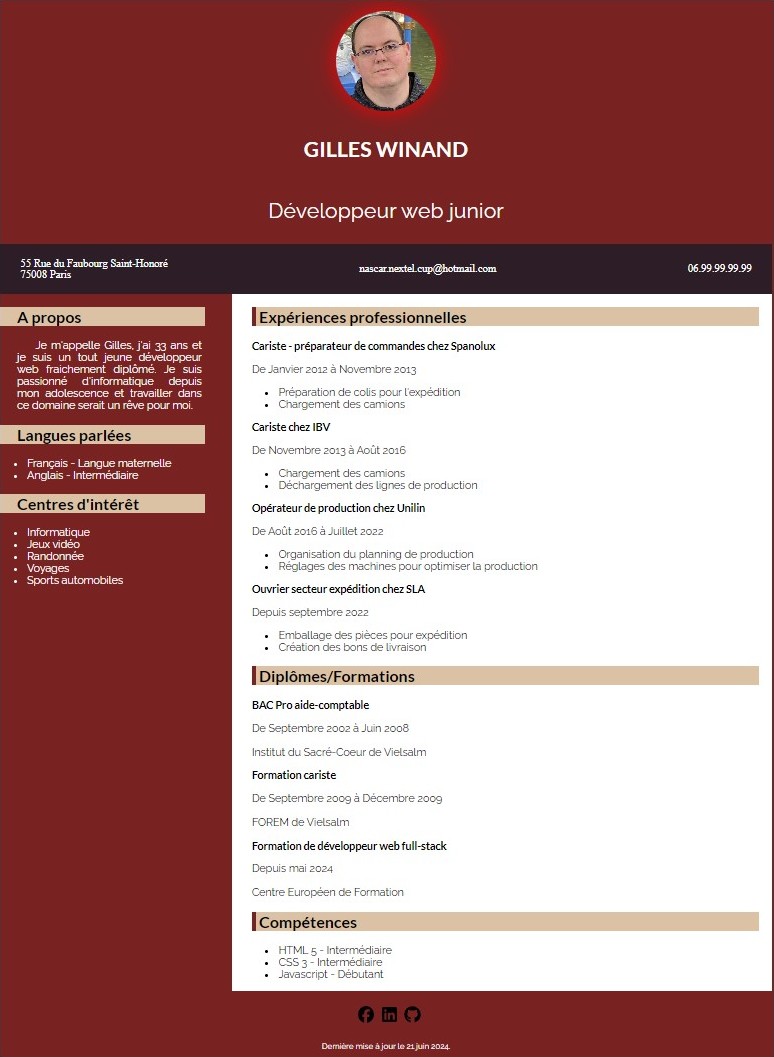 GILLES WINAND
Développeur web junior
55 Rue du Faubourg Saint-Honoré
75008 Paris
nascar.nextel.cup@hotmail.com
06.99.99.99.99
A propos
Je m'appelle Gilles, j'ai 33 ans et
je suis un tout jeune développeur
web fraichement diplômé. Je suis
passionné d'informatique depuis
mon adolescence et travailler dans
ce domaine serait un rêve pour moi.
Langues parlées
• Français - Langue maternelle
• Anglais - Intermédiaire
Centres d'intérêt
• Informatique
• Jeux vidéo
• Randonnée
• Voyages
• Sports automobiles
Expériences professionnelles
Cariste - préparateur de commandes chez Spanolux
De Janvier 2012 à Novembre 2013
• Préparation de colis pour l'expédition
• Chargement des camions
Cariste chez IBV
De Novembre 2013 à Août 2016
• Chargement des camions
• Déchargement des lignes de production
Opérateur de production chez Unilin
De Août 2016 à Juillet 2022
• Organisation du planning de production
• Réglages des machines pour optimiser la production
Ouvrier secteur expédition chez SLA
Depuis septembre 2022
• Emballage des pièces pour expédition
• Création des bons de livraison
Diplômes/Formations
BAC Pro aide-comptable
De Septembre 2002 à Juin 2008
Institut du Sacré-Coeur de Vielsalm
Formation cariste
De Septembre 2009 à Décembre 2009
FOREM de Vielsalm
Formation de développeur web full-stack
Depuis mai 2024
Centre Européen de Formation
Compétences
• HTML 5 - Intermédiaire
• CSS 3 - Intermédiaire
• Javascript - Débutant
Dernière mise à jour le 21 juin 2024.